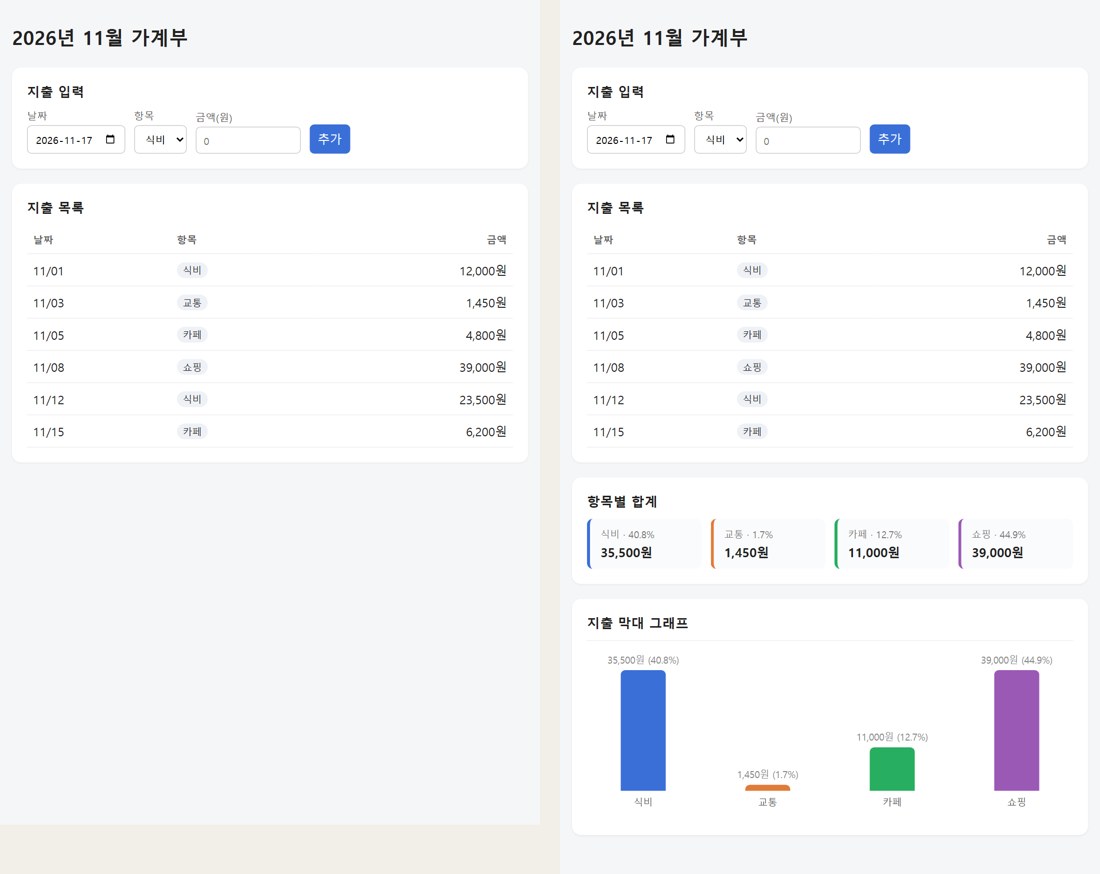 2026년 11월 가계부
지출 입력
날짜 항목 금액(원)
2026-11-17 식비 0 추가
지출 목록
날짜 항목 금액
11/01 식비 12,000원
11/03 교통 1,450원
11/05 카페 4,800원
11/08 쇼핑 39,000원
11/12 식비 23,500원
11/15 카페 6,200원
2026년 11월 가계부
지출 입력
날짜 항목 금액(원)
2026-11-17 식비 0 추가
지출 목록
날짜 항목 금액
11/01 식비 12,000원
11/03 교통 1,450원
11/05 카페 4,800원
11/08 쇼핑 39,000원
11/12 식비 23,500원
11/15 카페 6,200원
항목별 합계
식비 · 40.8% 교통 · 1.7% 카페 · 12.7% 쇼핑 · 44.9%
35,500원 1,450원 11,000원 39,000원
지출 막대 그래프
35,500원 (40.8%) 39,000원 (44.9%)
11,000원 (12.7%)
1,450원 (1.7%)
식비 교통 카페 쇼핑